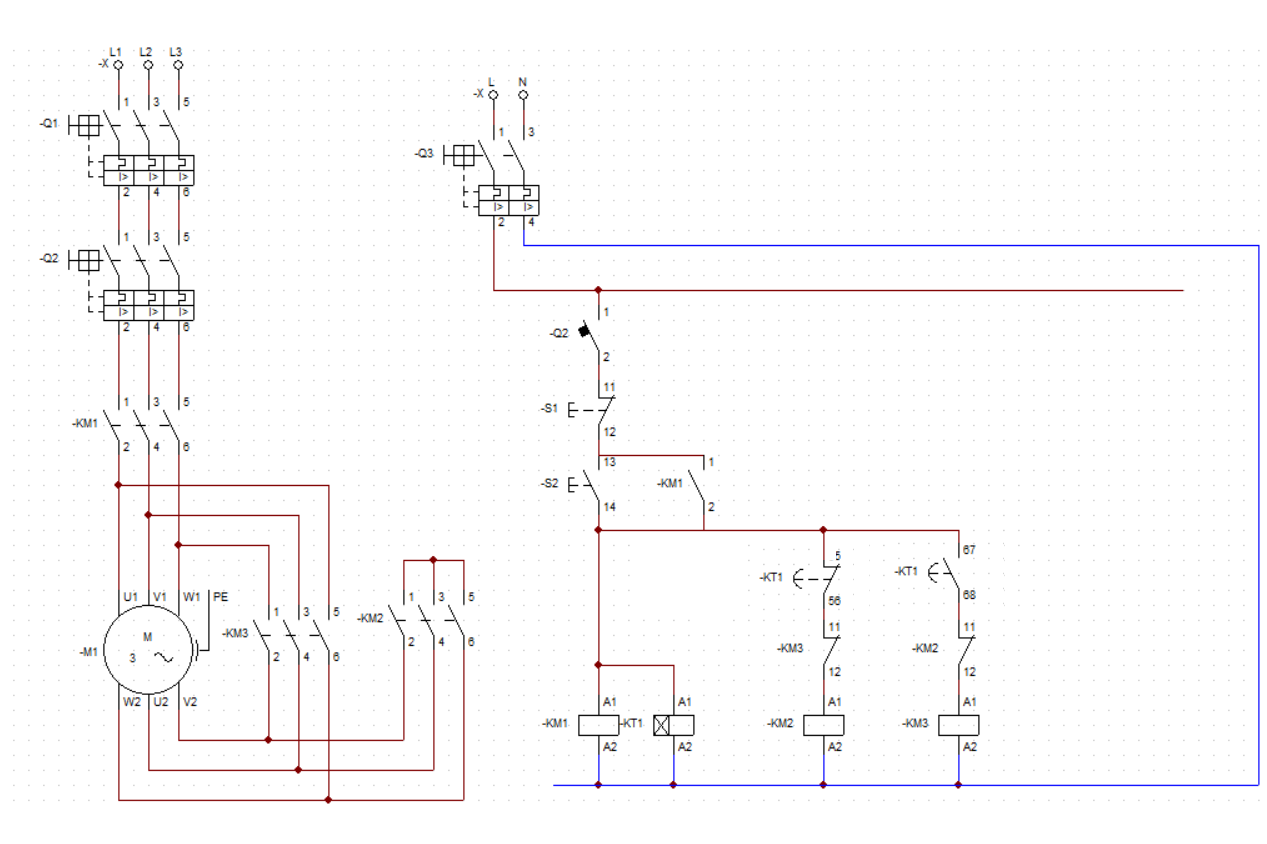 L1 L2 L3
-X
1 3 5
-Q1
I> I> I>
2 4 6
1 3 5
-Q2
I> I> I>
2 4 6
1 3 5
-KM1
2 4 6
U1 V1 W1 PE
M
3
-M1
W2 U2 V2
1 3 5
-KM3
2 4 6
1 3 5
-KM2
2 4 6
L N
-X
1 3
-Q3
I> I>
2 4
1
-Q2
2
11
-S1
12
13
-S2
14
1
-KM1
2
5
-KT1
56
67
-KT1
68
11
-KM3
12
11
-KM2
12
A1
-KM1
A2
A1
-KT1
A2
A1
-KM2
A2
A1
-KM3
A2